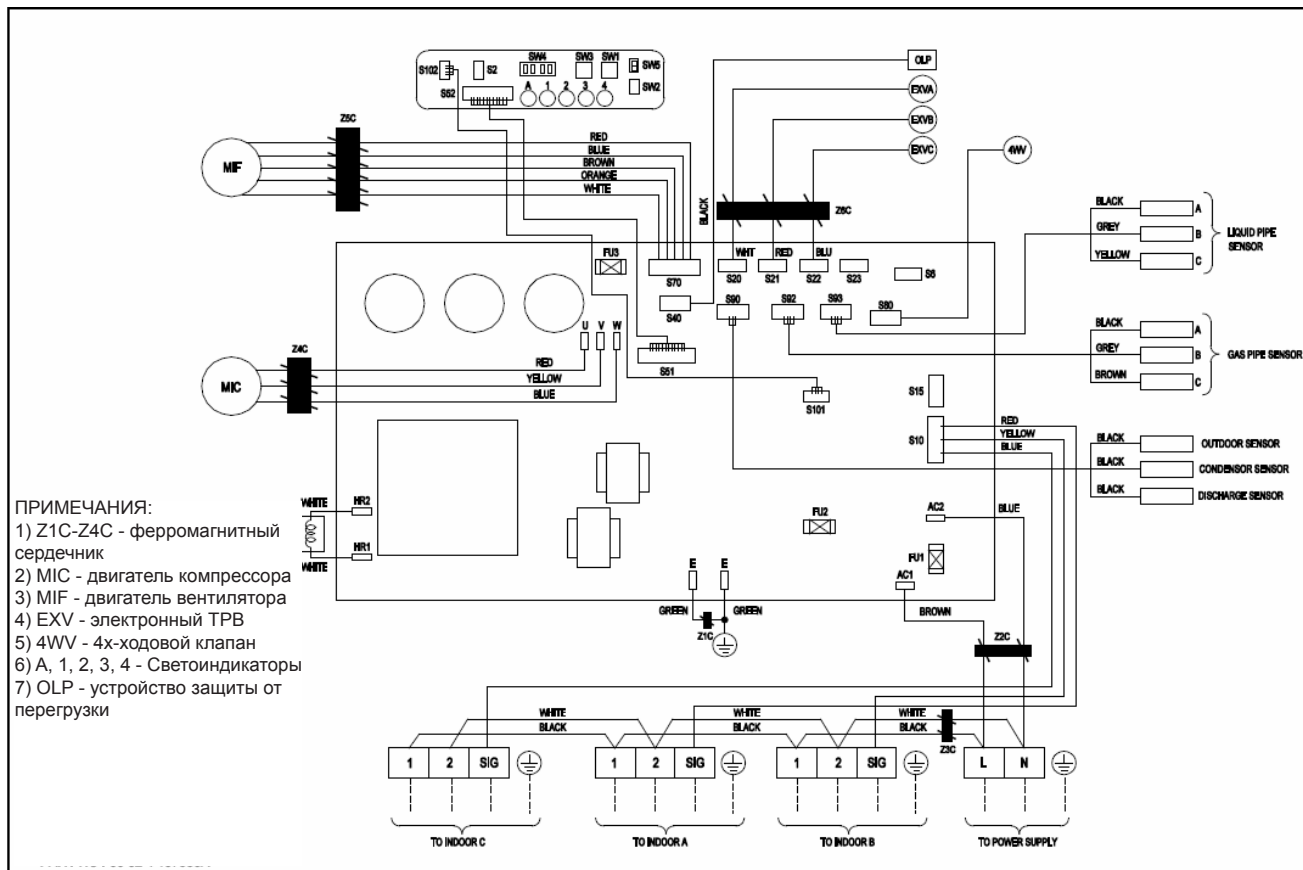 OLP
SW4
SW3
SW1
S102
S2
SW5
S52
A
1
2
3
4
SW2
EXVA
EXVB
EXVC
4WV
Z5C
MIF
RED
BLUE
BROWN
ORANGE
WHITE
BLACK
Z6C
BLACK
A
GREY
B
YELLOW
C
LIQUID PIPE
SENSOR
FU3
S70
WHT
RED
BLU
S20
S21
S22
S23
S6
S40
S90
S92
S93
S80
BLACK
A
GREY
B
BROWN
C
GAS PIPE SENSOR
U
V
W
Z4C
MIC
RED
YELLOW
BLUE
S51
S101
S15
S10
RED
YELLOW
BLUE
BLACK
OUTDOOR SENSOR
BLACK
CONDENSOR SENSOR
BLACK
DISCHARGE SENSOR
ПРИМЕЧАНИЯ:
1) Z1C-Z4C - ферромагнитный
сердечник
2) MIC - двигатель компрессора
3) MIF - двигатель вентилятора
4) EXV - электронный ТРВ
5) 4WV - 4х-ходовой клапан
6) A, 1, 2, 3, 4 - Светоиндикаторы
7) OLP - устройство защиты от
перегрузки
WHITE
HR2
HR1
WHITE
FU2
AC2
BLUE
FU1
AC1
BROWN
E
E
GREEN
GREEN
Z1C
Z2C
WHITE
BLACK
WHITE
BLACK
WHITE
BLACK
Z3C
1
2
SIG
1
2
SIG
1
2
SIG
L
N
TO INDOOR C
TO INDOOR A
TO INDOOR B
TO POWER SUPPLY